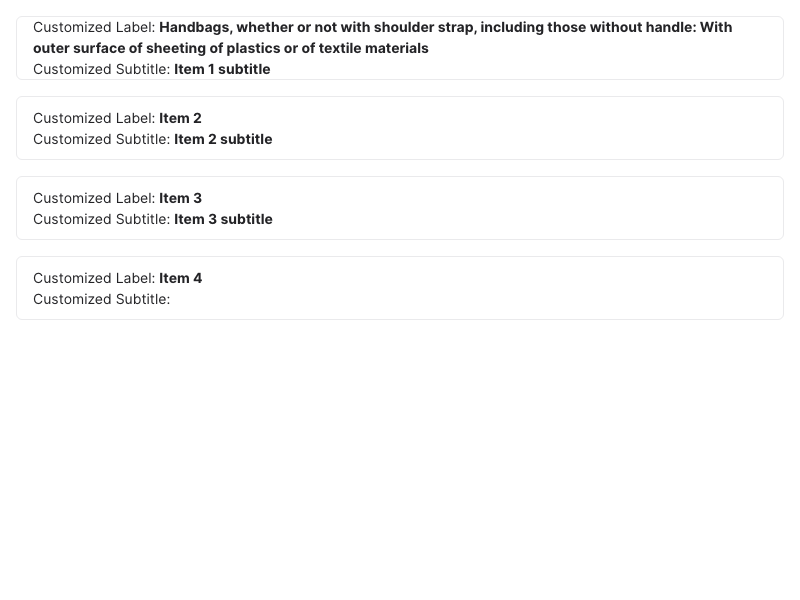 Customized Label: Handbags, whether or not with shoulder strap, including those without handle: With
outer surface of sheeting of plastics or of textile materials
Customized Subtitle: Item 1 subtitle
Customized Label: Item 2
Customized Subtitle: Item 2 subtitle
Customized Label: Item 3
Customized Subtitle: Item 3 subtitle
Customized Label: Item 4
Customized Subtitle: